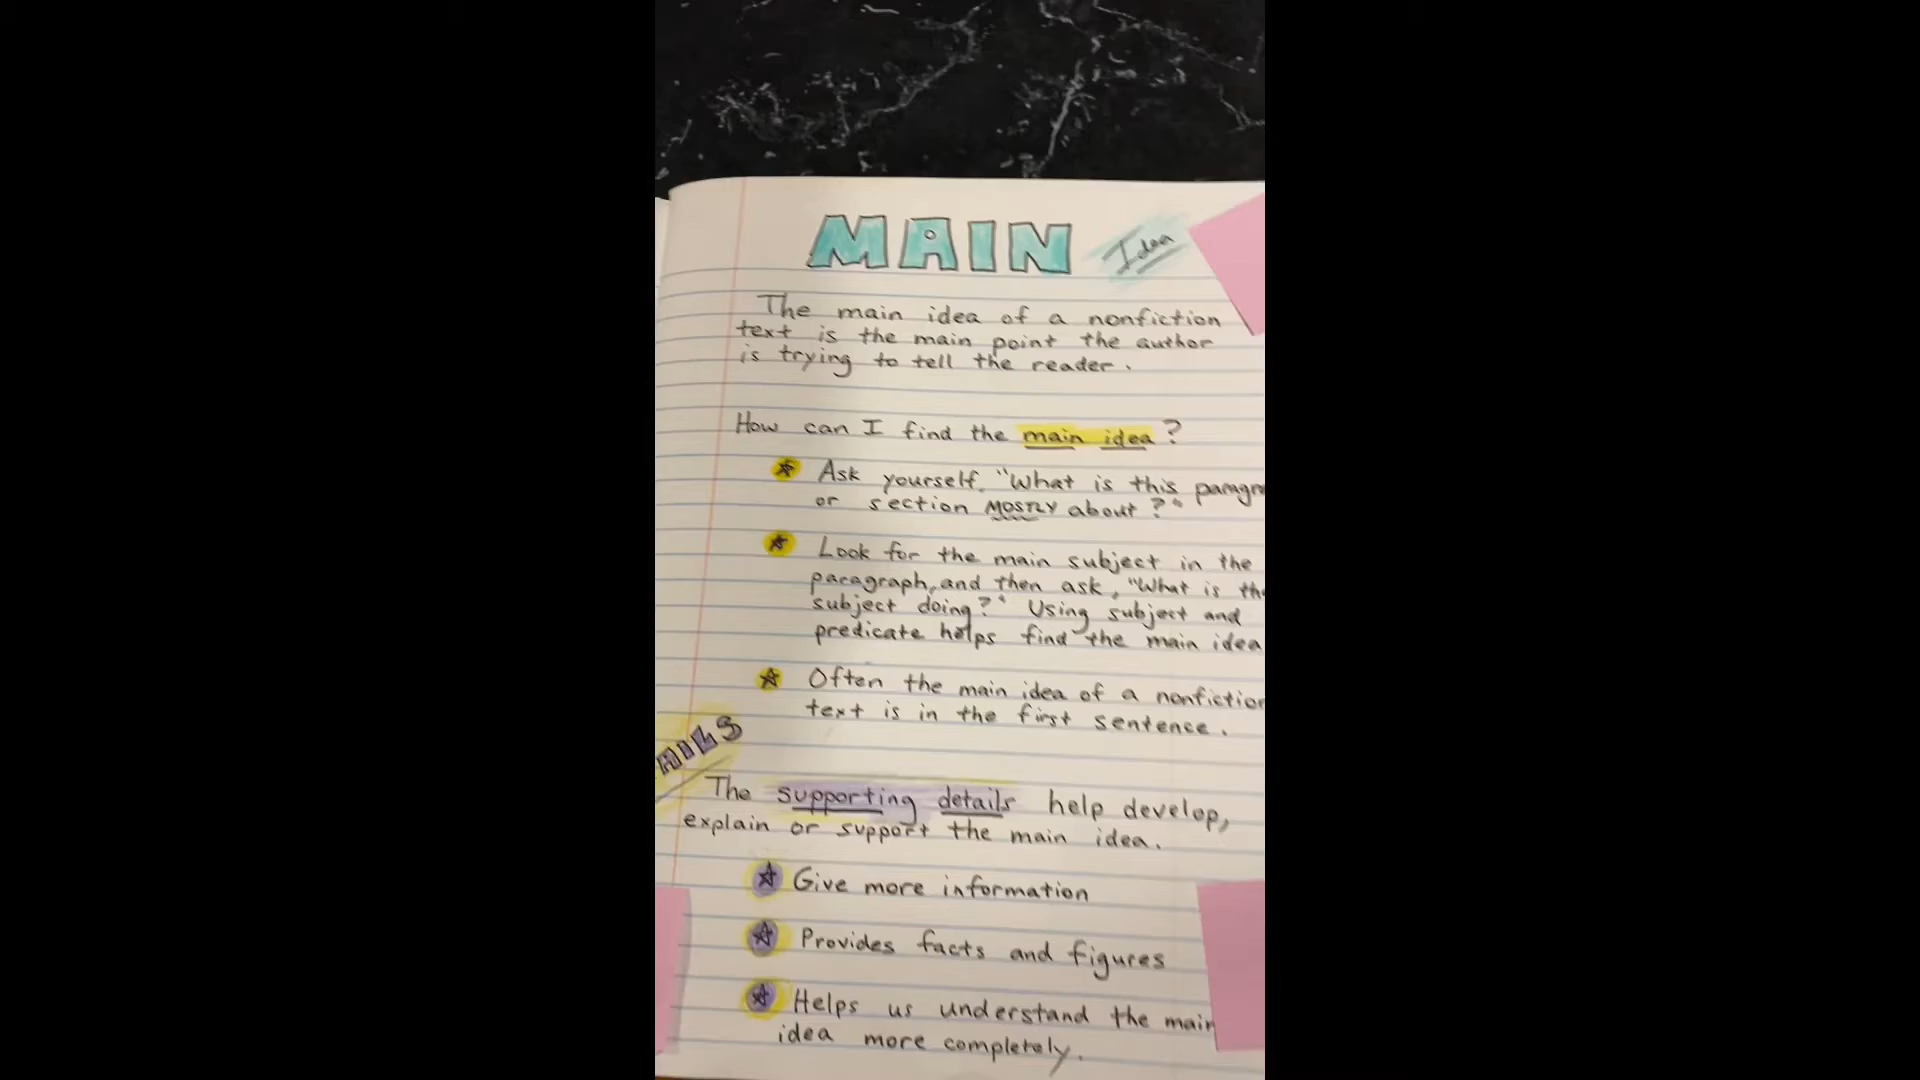 MAIN Idea
The main idea of a nonfiction
text is the main point the author
is trying to tell the reader.
How can I find the main idea?
Ask yourself, "What is this
or section MOSTLY about?"
Look for the main subject in the
paragraph, and then ask, "What is
subject doing?" Using subject and
predicate helps find the main idea
Often the main idea of a nonfiction
text is in the first sentence.
The supporting details help develop,
explain or support the main idea.
Give more information
Provides facts and figures
Helps us understand the main
idea more completely.